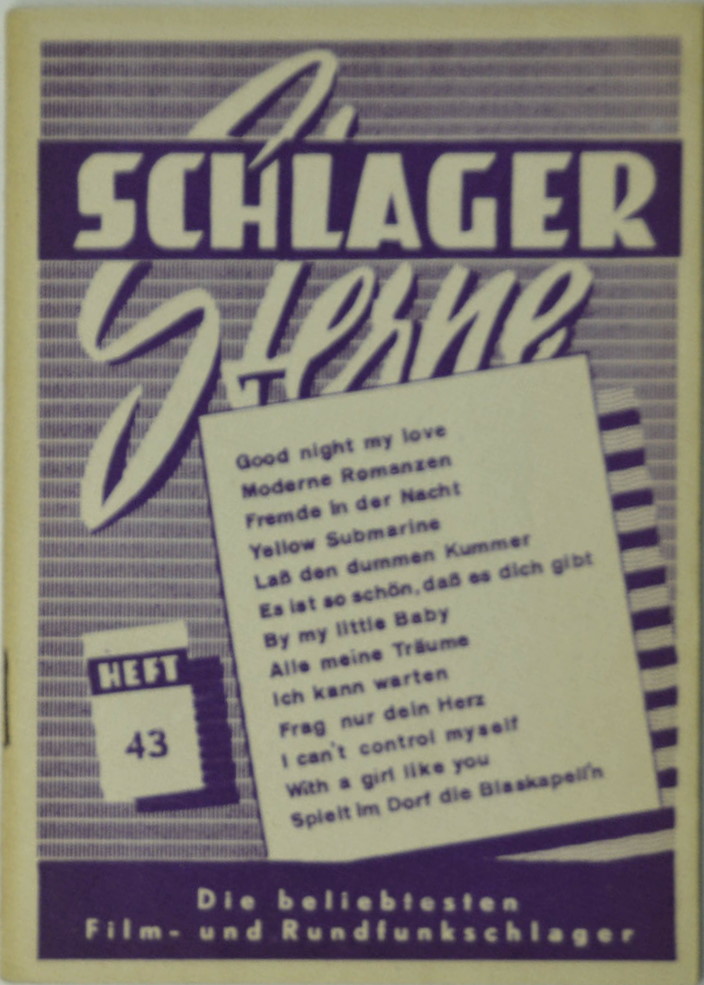 SCHLAGER
Sterne
Good night my love
Moderne Romanzen
Fremde in der Nacht
Yellow Submarine
Laß den dummen Kummer
Es ist so schön, daß es dich gibt
By my little Baby
Alle meine Träume
Ich kann warten
Frag nur dein Herz
I can't control myself
With a girl like you
Spielt im Dorf die Blaskapell'n
HEFT
43
Die beliebtesten
Film- und Rundfunkschlager